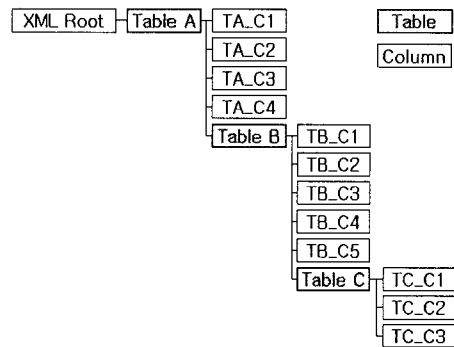 XML Root Table A TA_C1 Table
TA_C2
Column
TA_C3
TA_C4
Table B TB_C1
TB_C2
TB_C3
TB_C4
TB_C5
Table C TC_C1
TC_C2
TC_C3